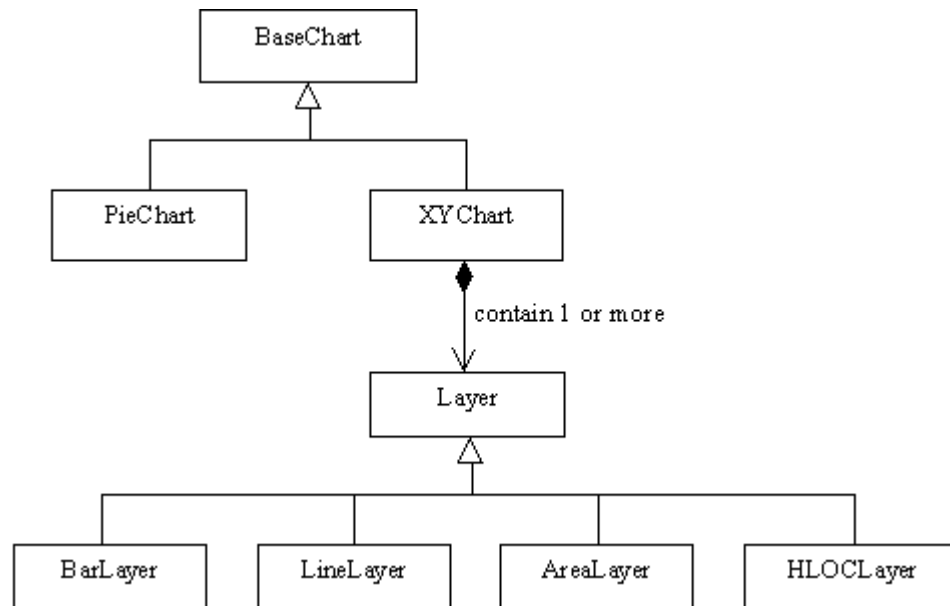 BaseChart
PieChart
XYChart
contain 1 or more
Layer
BarLayer
LineLayer
AreaLayer
HLOCLayer